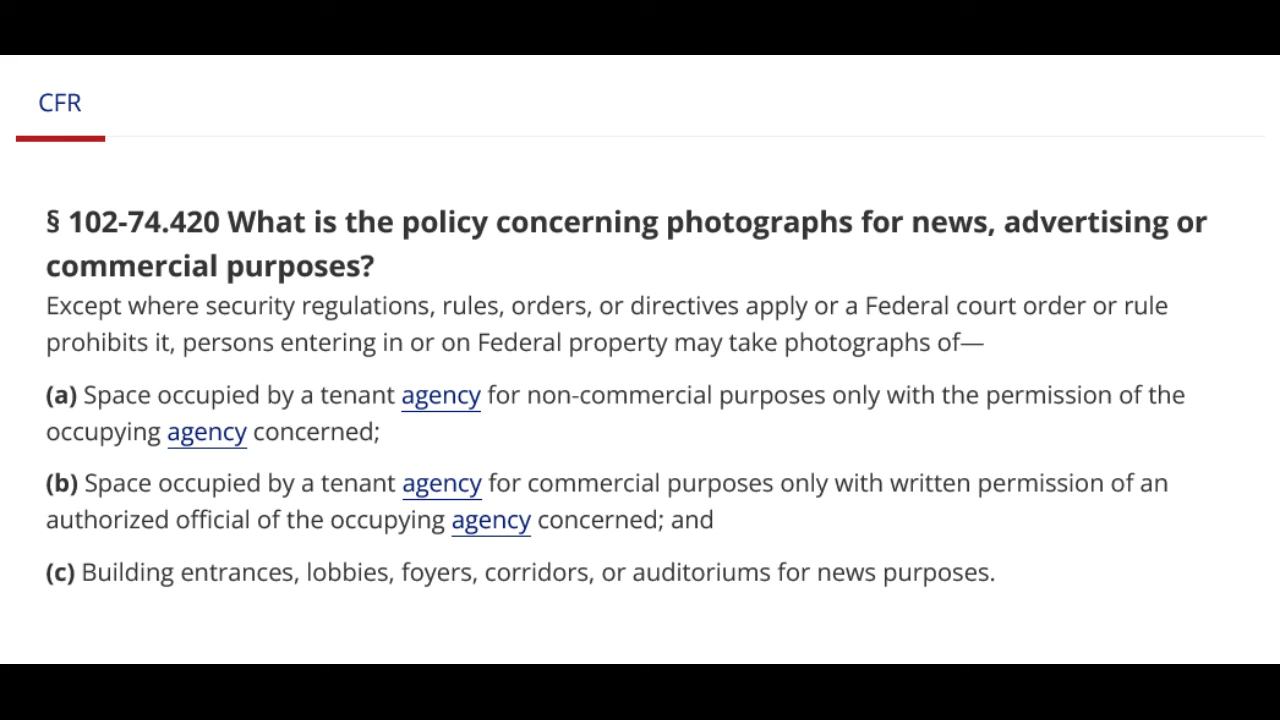 CFR
§ 102-74.420 What is the policy concerning photographs for news, advertising or
commercial purposes?
Except where security regulations, rules, orders, or directives apply or a Federal court order or rule
prohibits it, persons entering in or on Federal property may take photographs of—
(a) Space occupied by a tenant agency for non-commercial purposes only with the permission of the
occupying agency concerned;
(b) Space occupied by a tenant agency for commercial purposes only with written permission of an
authorized official of the occupying agency concerned; and
(c) Building entrances, lobbies, foyers, corridors, or auditoriums for news purposes.